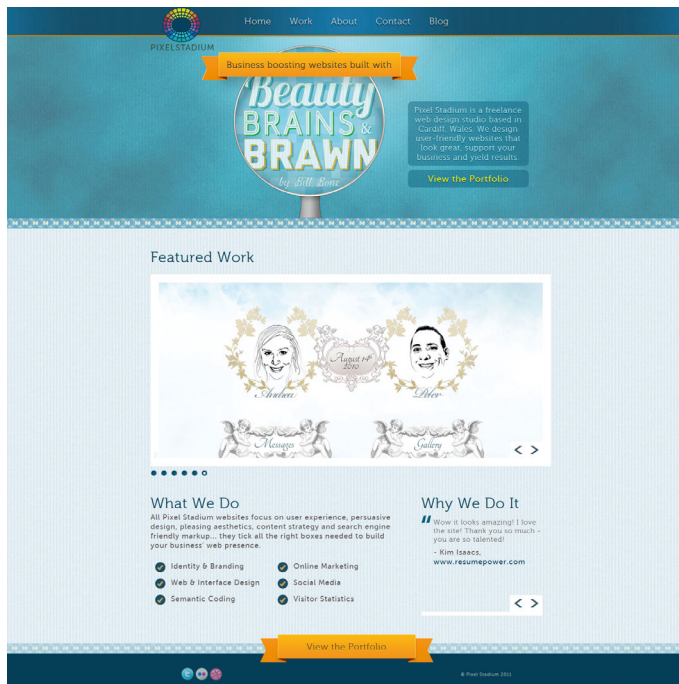 Home Work About Contact Blog
PIXELSTADIUM
Business boosting websites built with
Beauty
BRAINS &
BRAWN
by Bill Bone
Pixel Stadium is a freelance
web design studio based in
Cardiff, Wales. We design
user-friendly websites that
look great, support your
business and yield results.
View the Portfolio
Featured Work
August 14th
2010
Andrea
Peter
Messages
Gallery
What We Do
All Pixel Stadium websites focus on user experience, persuasive
design, pleasing aesthetics, content strategy and search engine
friendly markup... they tick all the right boxes needed to build
your business' web presence.
Identity & Branding
Web & Interface Design
Semantic Coding
Online Marketing
Social Media
Visitor Statistics
Why We Do It
" Wow it looks amazing! I love
the site! Thank you so much -
you are so talented!
- Kim Isaacs,
www.resumepower.com
View the Portfolio
© Pixel Stadium 2011